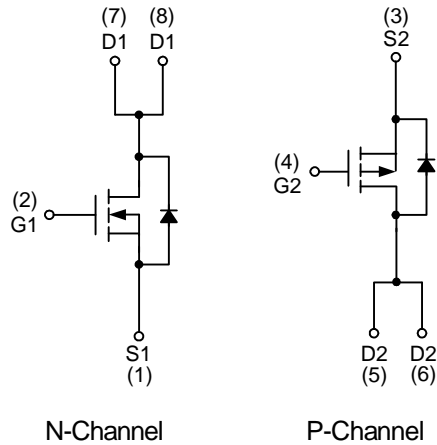 (7) (8)
D1 D1
(3)
S2
(2)
G1
(4)
G2
S1
(1)
D2 D2
(5) (6)
N-Channel P-Channel